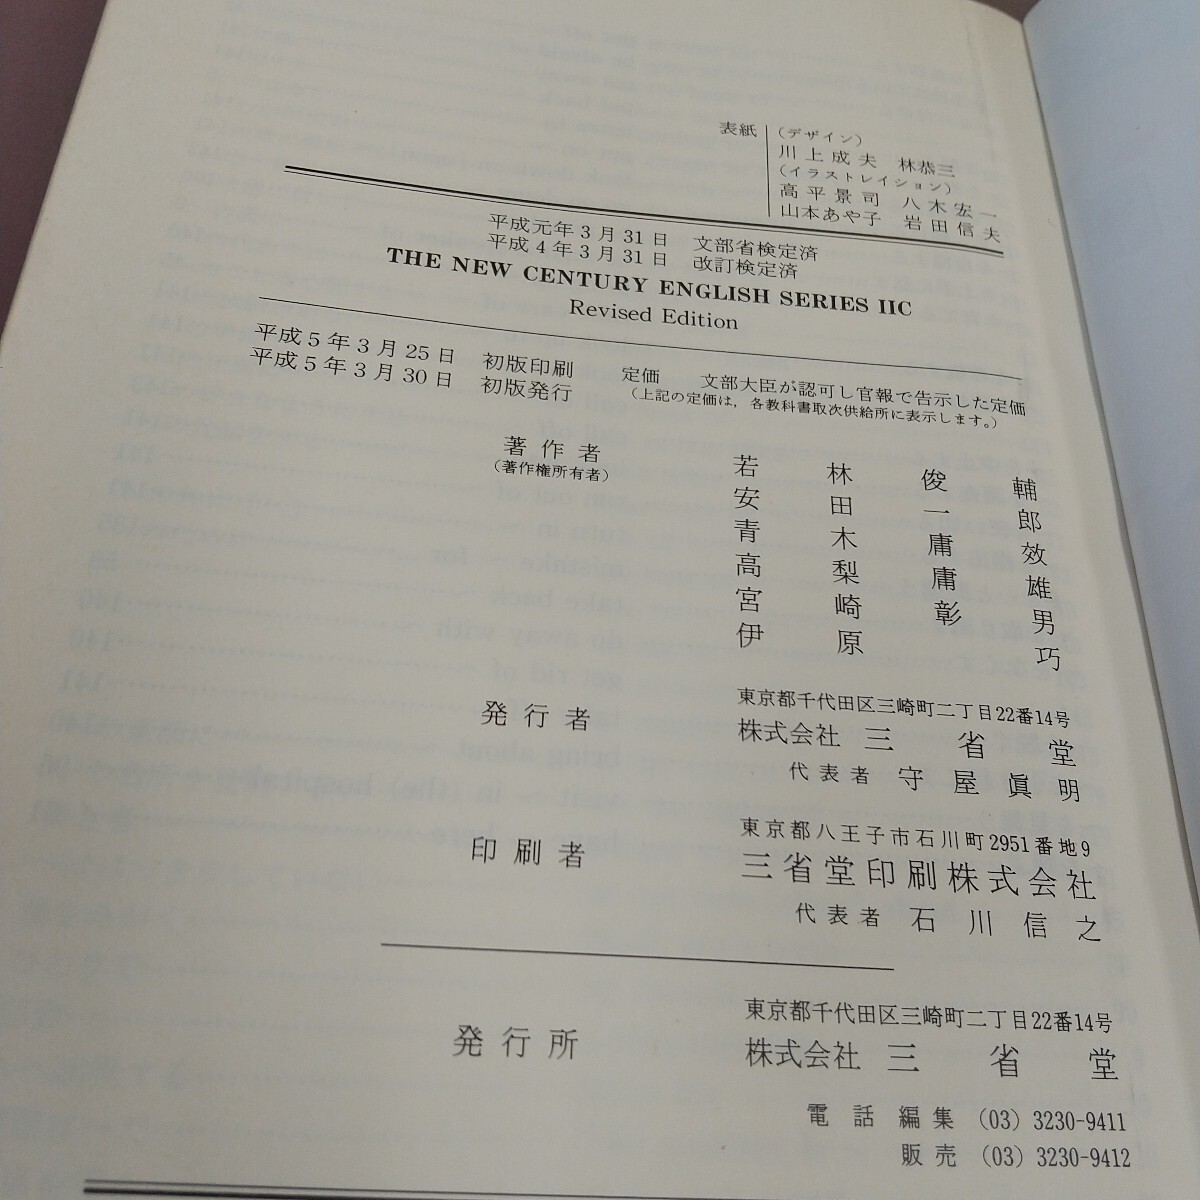 表紙
(デザイン)
川上成夫 林恭三
(イラストレイション)
高平景司 八木宏一
山本あや子 岩田信夫
平成元年3月31日 文部省検定済
平成4年3月31日 改訂検定済
THE NEW CENTURY ENGLISH SERIES IIC
Revised Edition
平成5年3月25日 初版印刷
平成5年3月30日 初版発行
定価 文部大臣が認可し官報で告示した定価
(上記の定価は,各教科書取次供給所に表示します。)
著作者
(著作権所有者)
若林俊輔
安田一郎
青木庸效
高梨庸雄
宮崎彰男
伊原巧
発行者
東京都千代田区三崎町二丁目22番14号
株式会社 三省堂
代表者 守屋眞明
印刷者
東京都八王子市石川町2951番地9
三省堂印刷株式会社
代表者 石川信之
発行所
東京都千代田区三崎町二丁目22番14号
株式会社 三省堂
電話 編集 (03) 3230-9411
販売 (03) 3230-9412